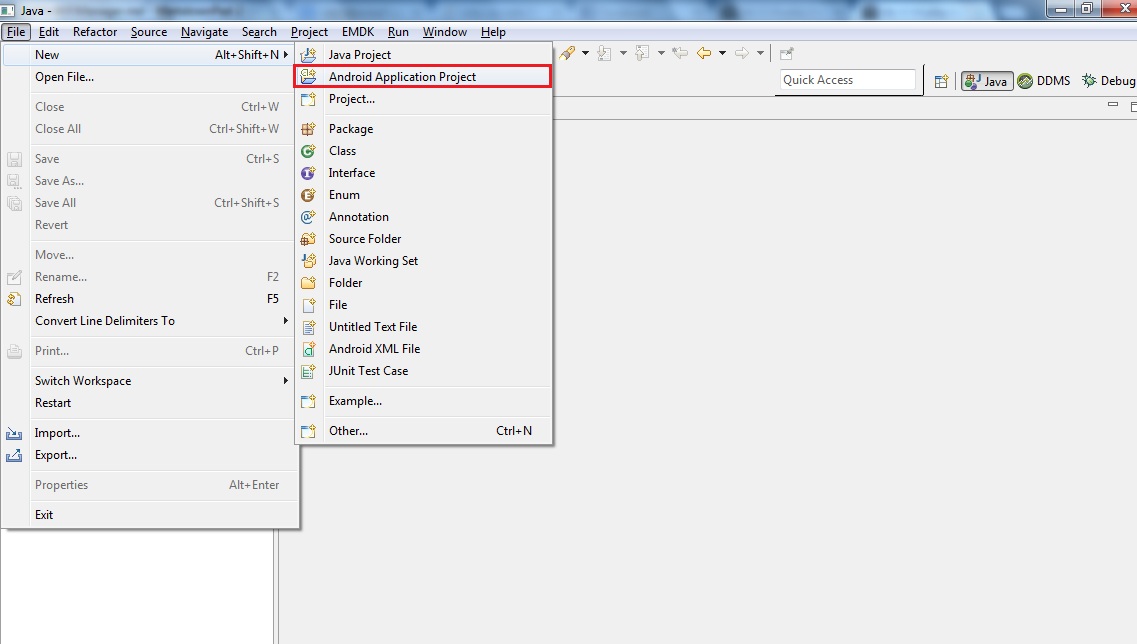 Java -
File Edit Refactor Source Navigate Search Project EMDK Run Window Help
New Alt+Shift+N
Open File...
Close Ctrl+W
Close All Ctrl+Shift+W
Save Ctrl+S
Save As...
Save All Ctrl+Shift+S
Revert
Move...
Rename... F2
Refresh F5
Convert Line Delimiters To
Print... Ctrl+P
Switch Workspace
Restart
Import...
Export...
Properties Alt+Enter
Exit
Java Project
Android Application Project
Project...
Package
Class
Interface
Enum
Annotation
Source Folder
Java Working Set
Folder
File
Untitled Text File
Android XML File
JUnit Test Case
Example...
Other... Ctrl+N
Quick Access
Java DDMS Debug